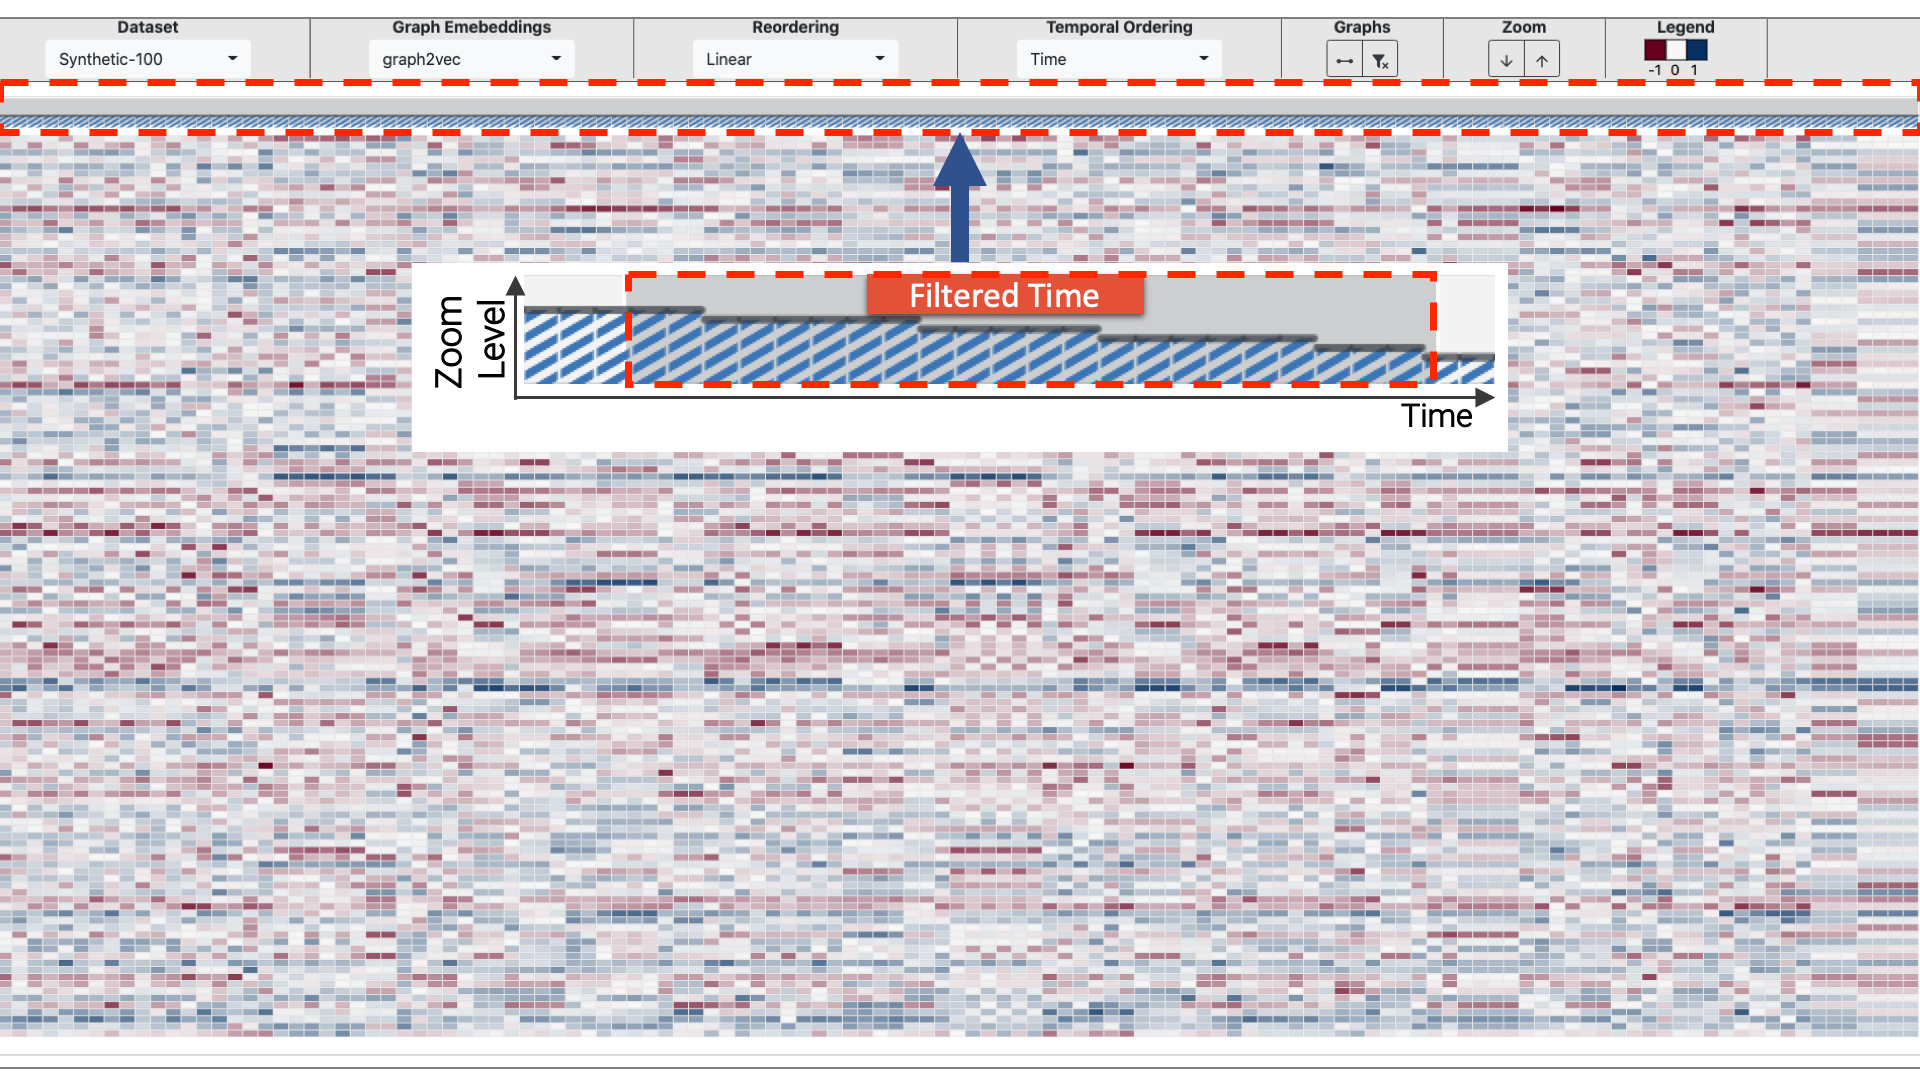 Dataset
Graph Emebeddings
Reordering
Temporal Ordering
Graphs
Zoom
Legend
Synthetic-100
graph2vec
Linear
Time
-1 0 1
Filtered Time
Zoom
Level
Time